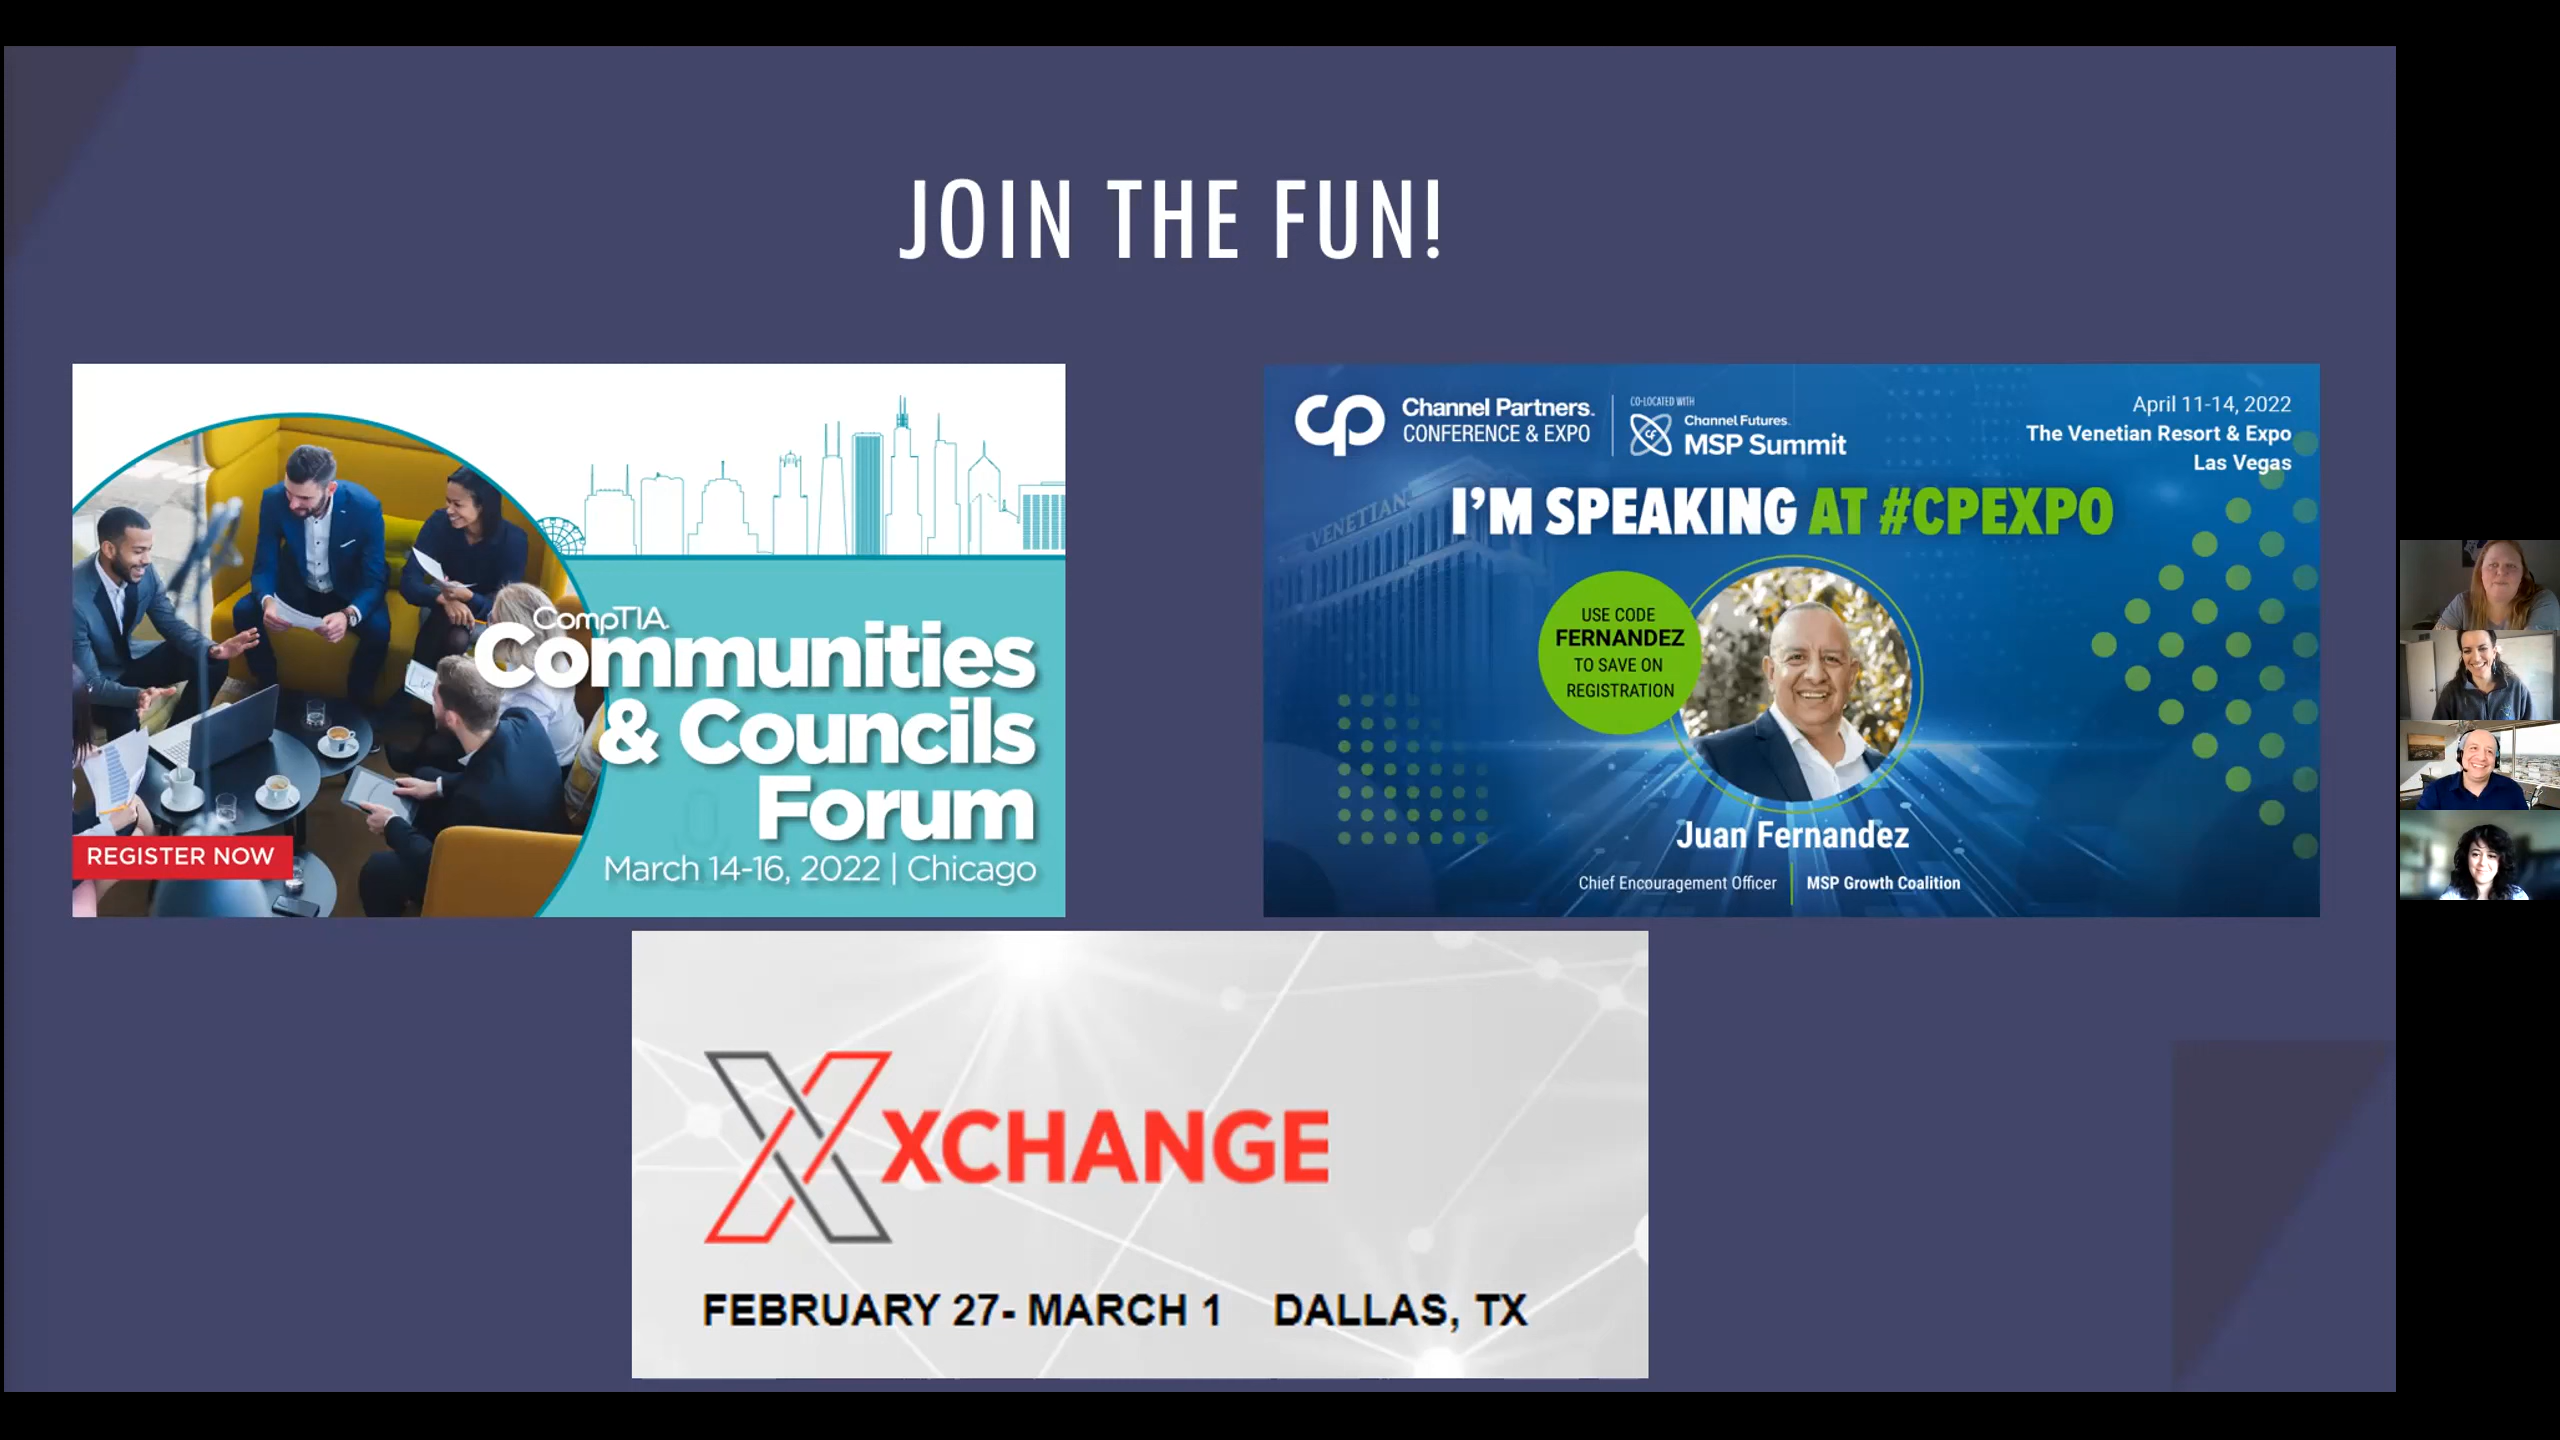 JOIN THE FUN!
CompTIA.
Communities
& Councils
Forum
March 14-16, 2022 | Chicago
REGISTER NOW
cp
Channel Partners.
CONFERENCE & EXPO
CO-LOCATED WITH
CF
Channel Futures.
MSP Summit
April 11-14, 2022
The Venetian Resort & Expo
Las Vegas
VENETIAN
I'M SPEAKING AT #CPEXPO
USE CODE
FERNANDEZ
TO SAVE ON
REGISTRATION
Juan Fernandez
Chief Encouragement Officer | MSP Growth Coalition
X XCHANGE
FEBRUARY 27- MARCH 1 DALLAS, TX